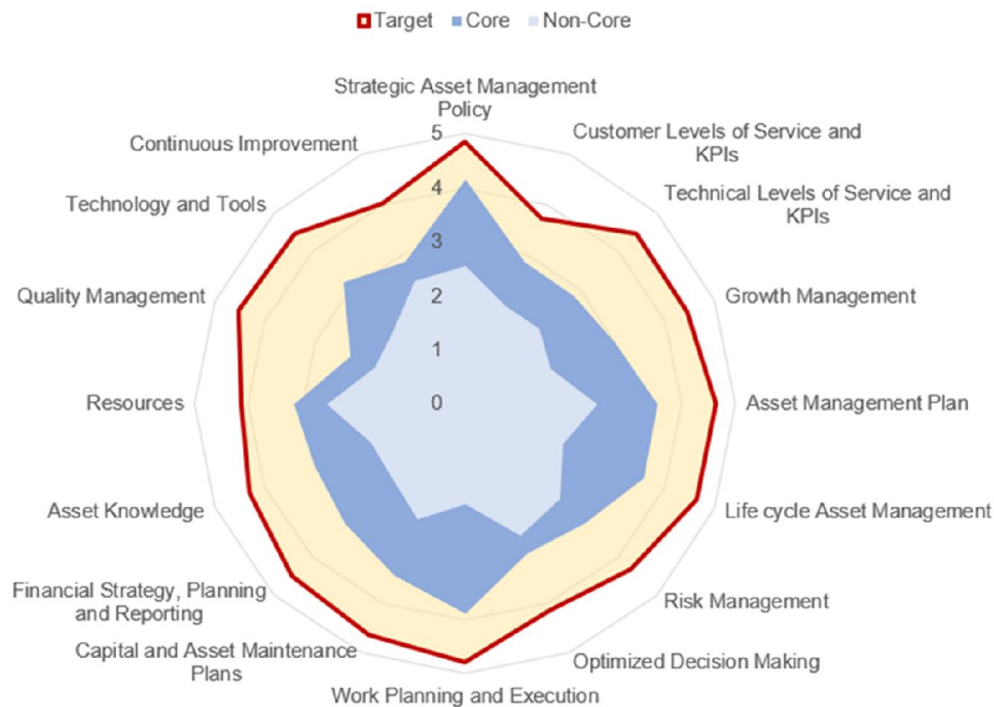 Target Core Non-Core
Strategic Asset Management
Policy
Customer Levels of Service and
KPIs
Technical Levels of Service and
KPIs
Growth Management
Asset Management Plan
Life cycle Asset Management
Risk Management
Optimized Decision Making
Work Planning and Execution
Capital and Asset Maintenance
Plans
Financial Strategy, Planning
and Reporting
Asset Knowledge
Resources
Quality Management
Technology and Tools
Continuous Improvement
5
4
3
2
1
0